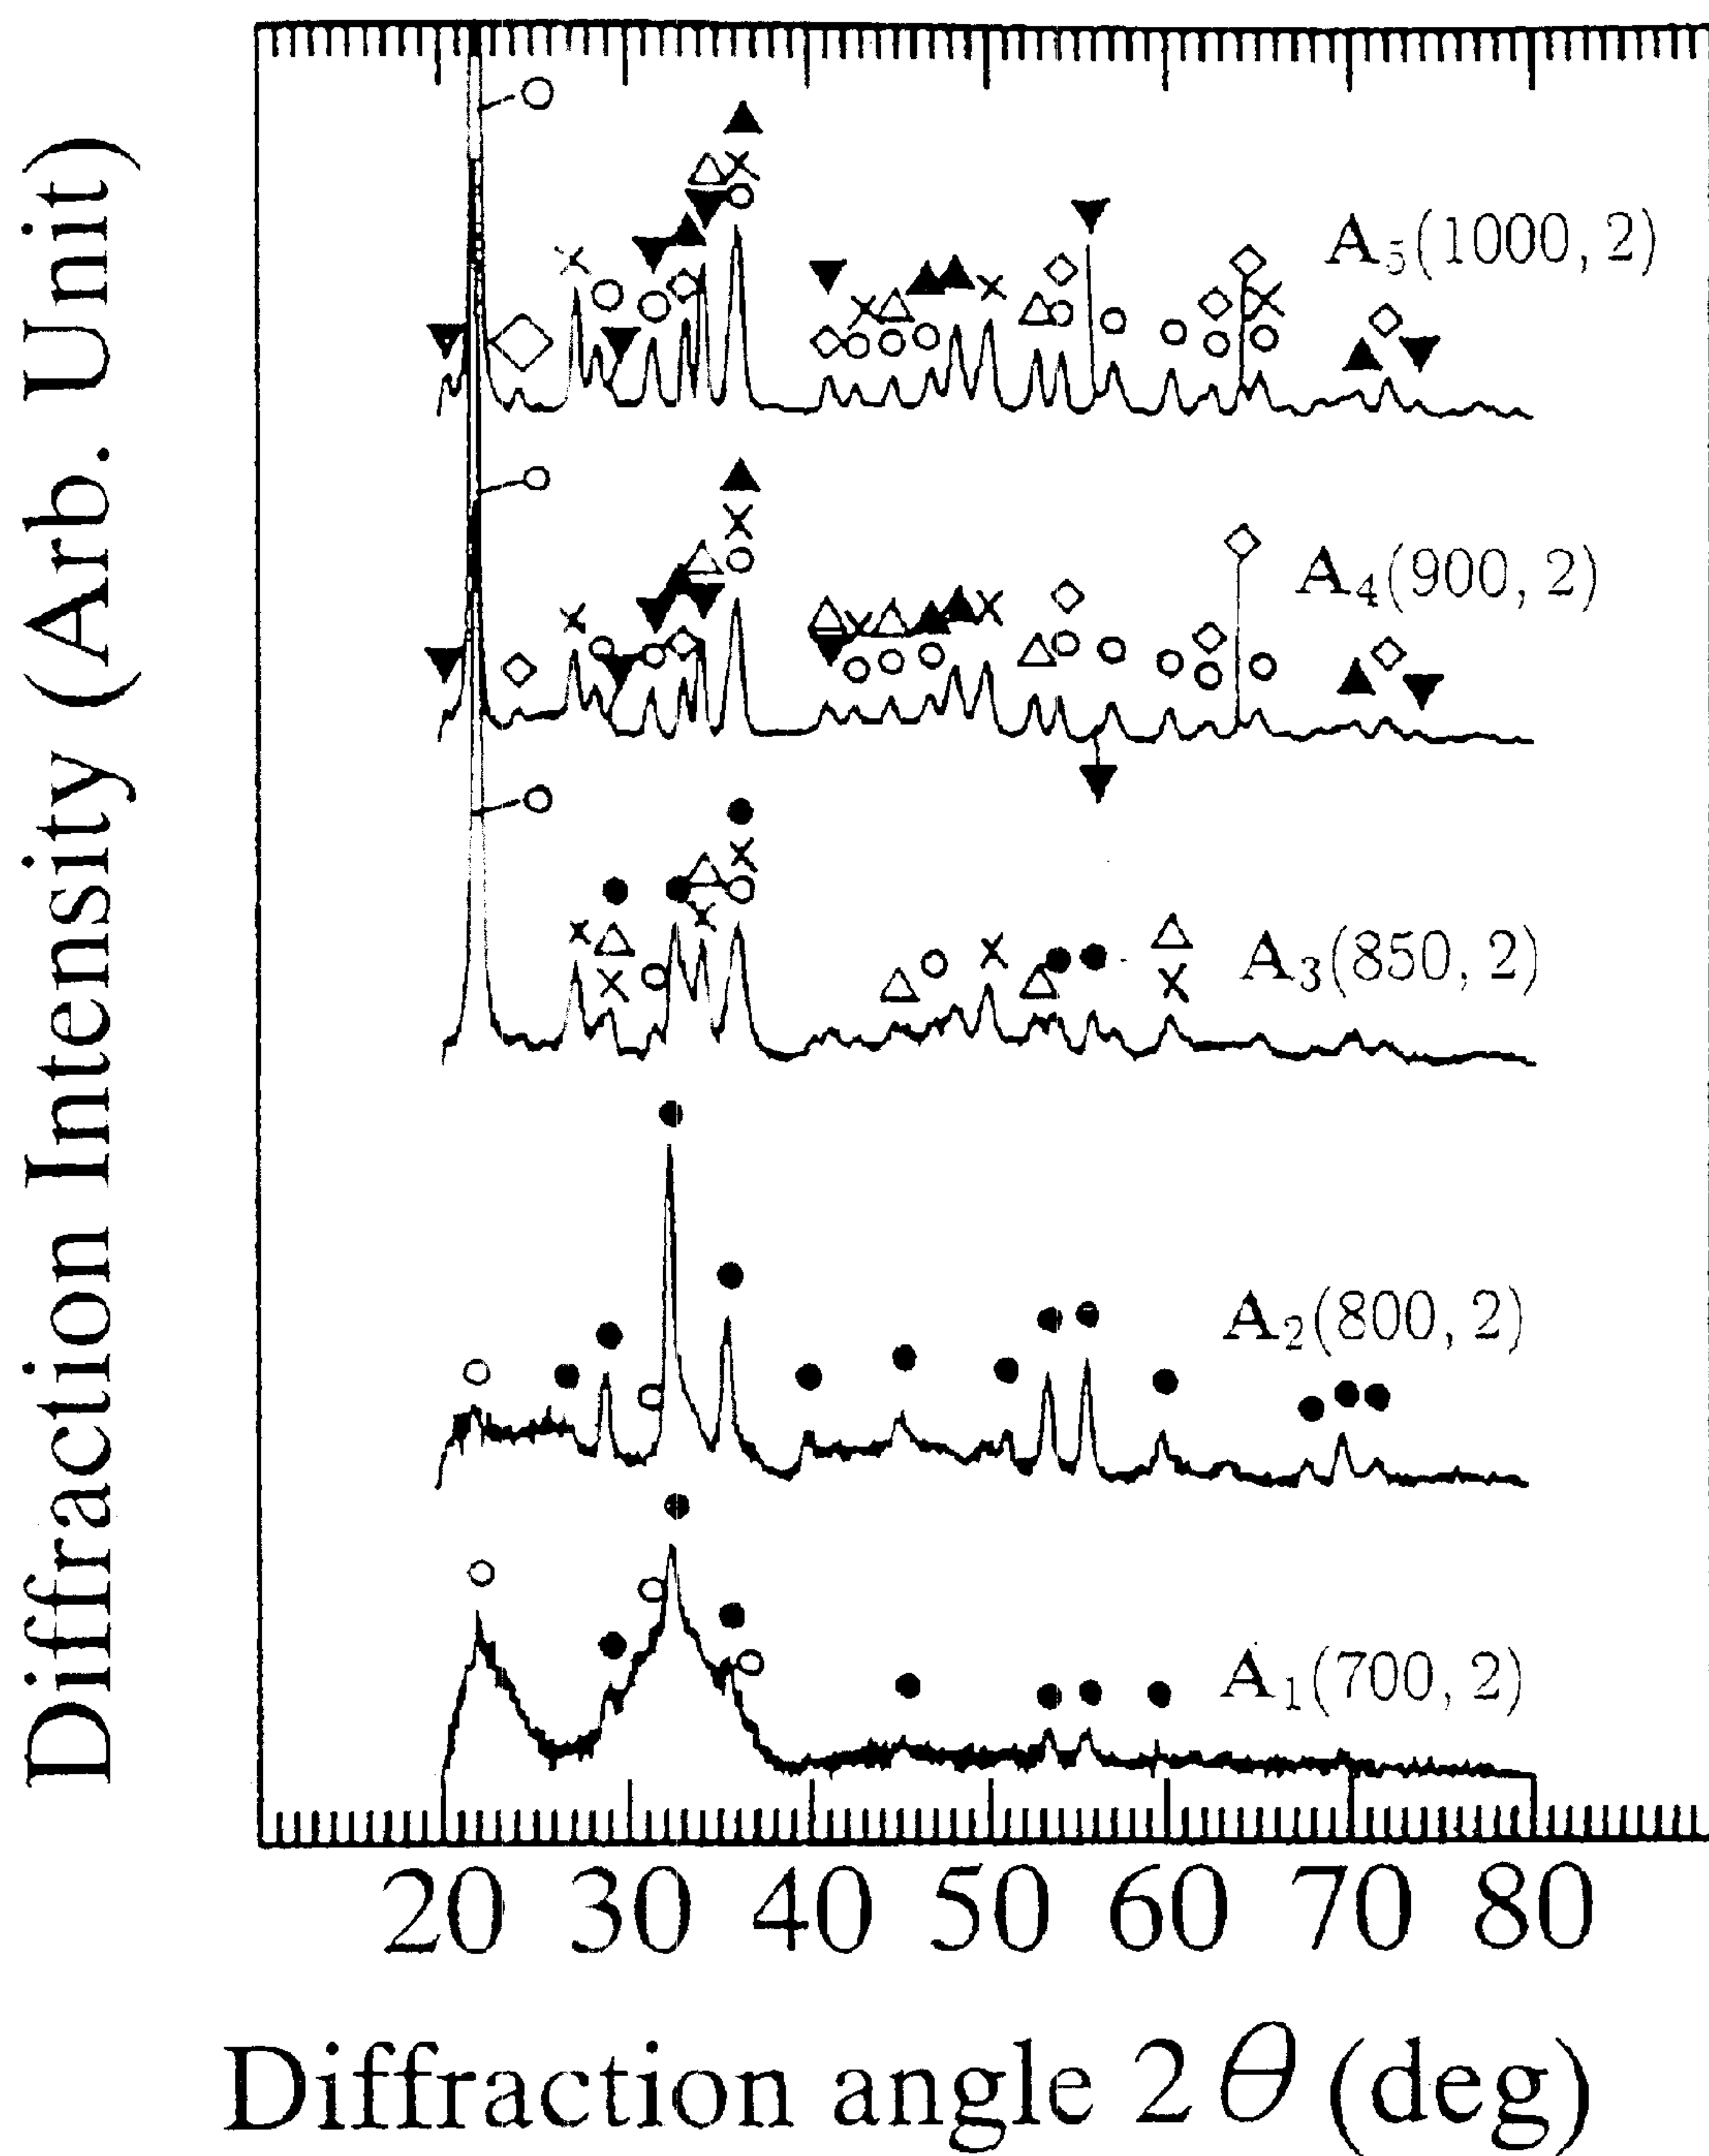 Diffraction Intensity (Arb. Unit)
A₅(1000, 2)
A₄(900, 2)
A₃(850, 2)
A₂(800, 2)
A₁(700, 2)
20 30 40 50 60 70 80
Diffraction angle 2θ (deg)